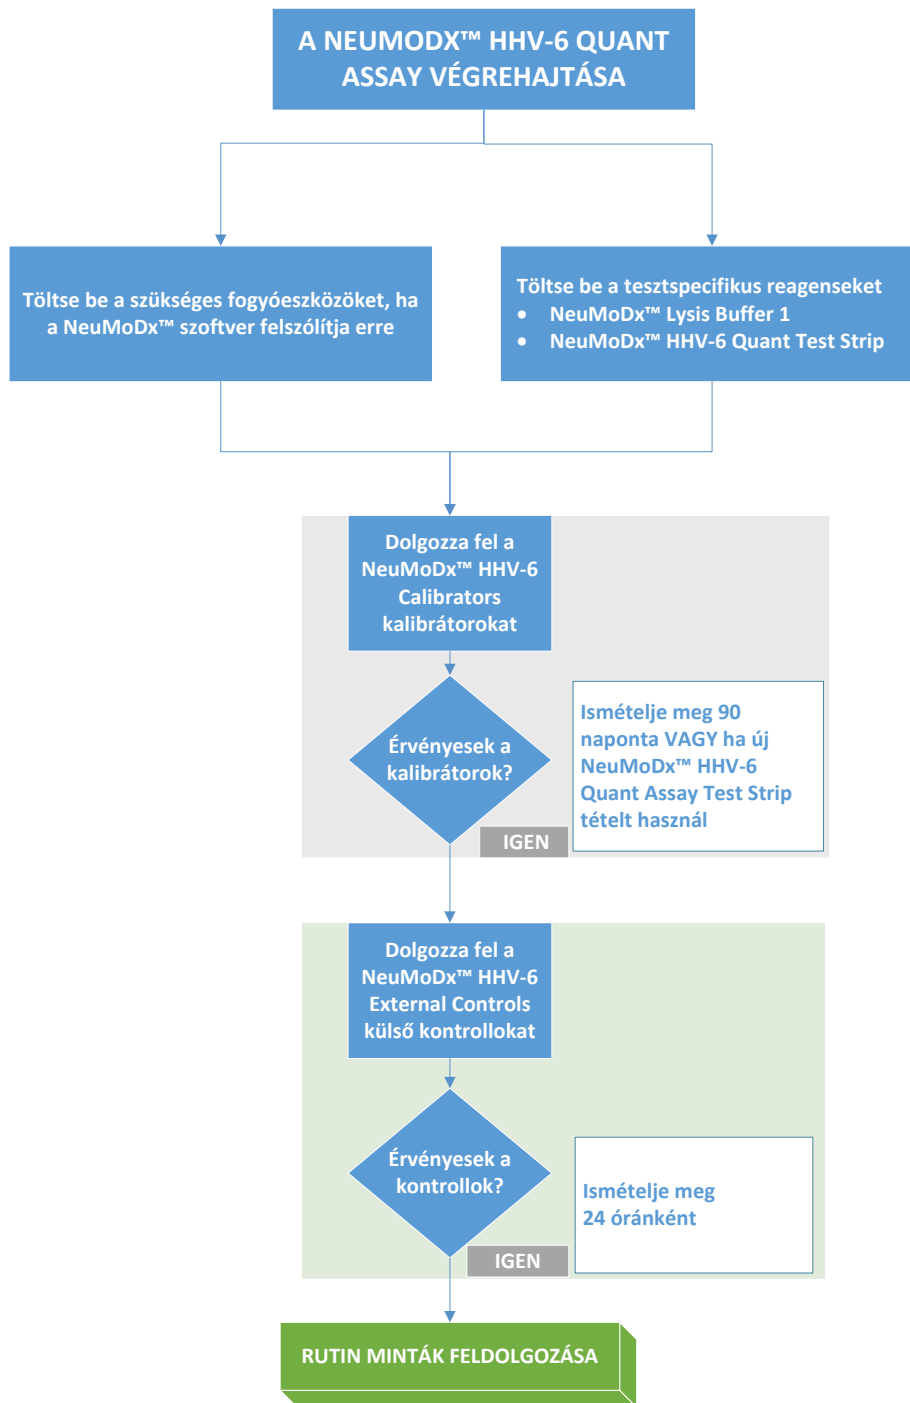 A NEUMODX™ HHV-6 QUANT
ASSAY VÉGREHAJTÁSA
Töltse be a szükséges fogyóeszközöket, ha
a NeuMoDx™ szoftver felszólítja erre
Töltse be a tesztspecifikus reagenseket
• NeuMoDx™ Lysis Buffer 1
• NeuMoDx™ HHV-6 Quant Test Strip
Dolgozza fel a
NeuMoDx™ HHV-6
Calibrators
kalibrátorokat
Érvényesek a
kalibrátorok?
Ismételje meg 90
naponta VAGY ha új
NeuMoDx™ HHV-6
Quant Assay Test Strip
tételt használ
IGEN
Dolgozza fel a
NeuMoDx™ HHV-6
External Controls
külső kontrollokat
Érvényesek a
kontrollok?
Ismételje meg
24 óránként
IGEN
RUTIN MINTÁK FELDOLGOZÁSA